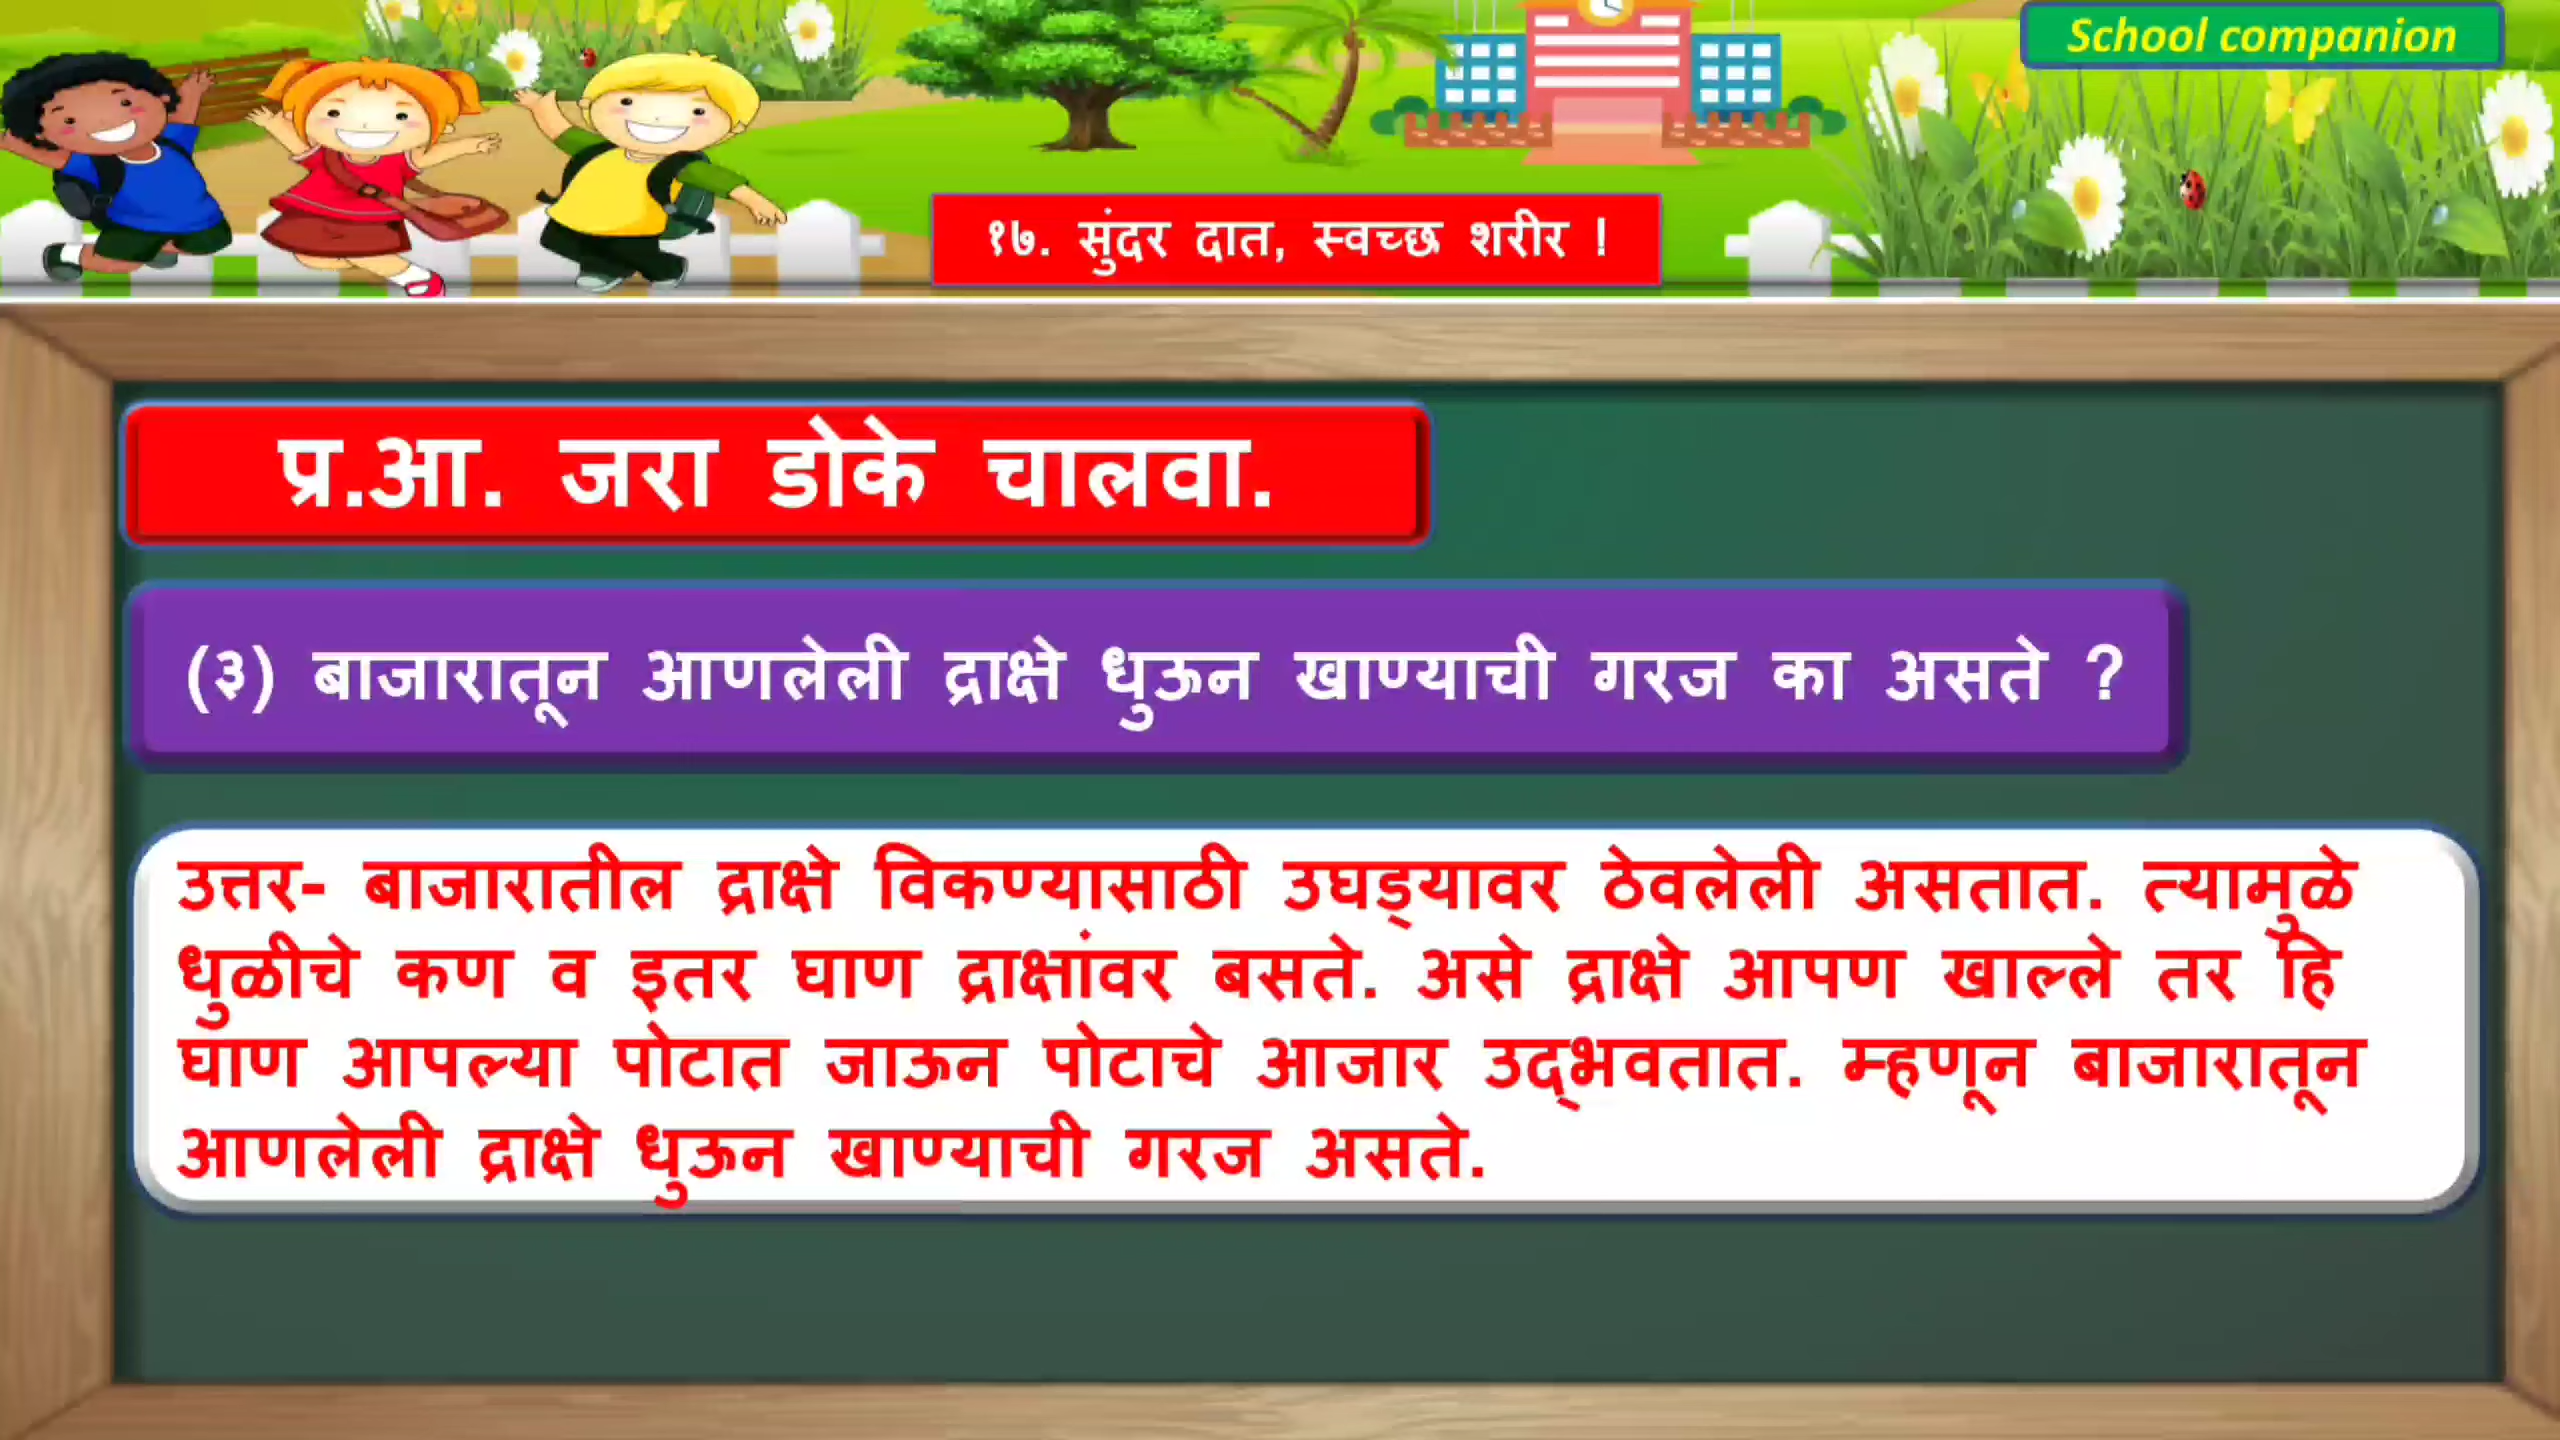 School companion
१७. सुंदर दात, स्वच्छ शरीर !
प्र.आ. जरा डोके चालवा.
(३) बाजारातून आणलेली द्राक्षे धुऊन खाण्याची गरज का असते ?
उत्तर- बाजारातील द्राक्षे विकण्यासाठी उघड्यावर ठेवलेली असतात. त्यामुळे
धुळीचे कण व इतर घाण द्राक्षांवर बसते. असे द्राक्षे आपण खाल्ले तर हि
घाण आपल्या पोटात जाऊन पोटाचे आजार उद्भवतात. म्हणून बाजारातून
आणलेली द्राक्षे धुऊन खाण्याची गरज असते.